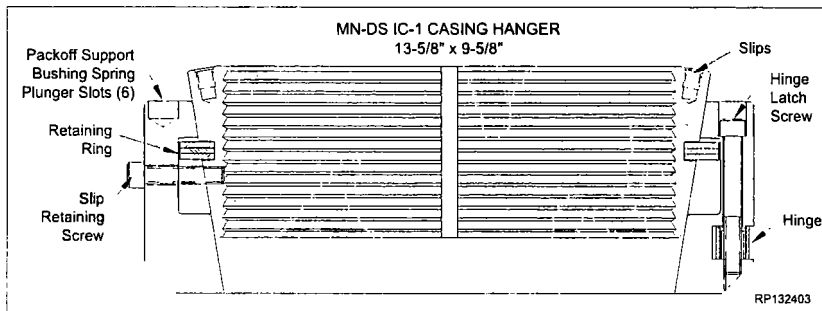 MN-DS IC-1 CASING HANGER
13-5/8" x 9-5/8"
Packoff Support
Bushing Spring
Plunger Slots (6)
Retaining
Ring
Slip
Retaining
Screw
Slips
Hinge
Latch
Screw
Hinge
RP132403